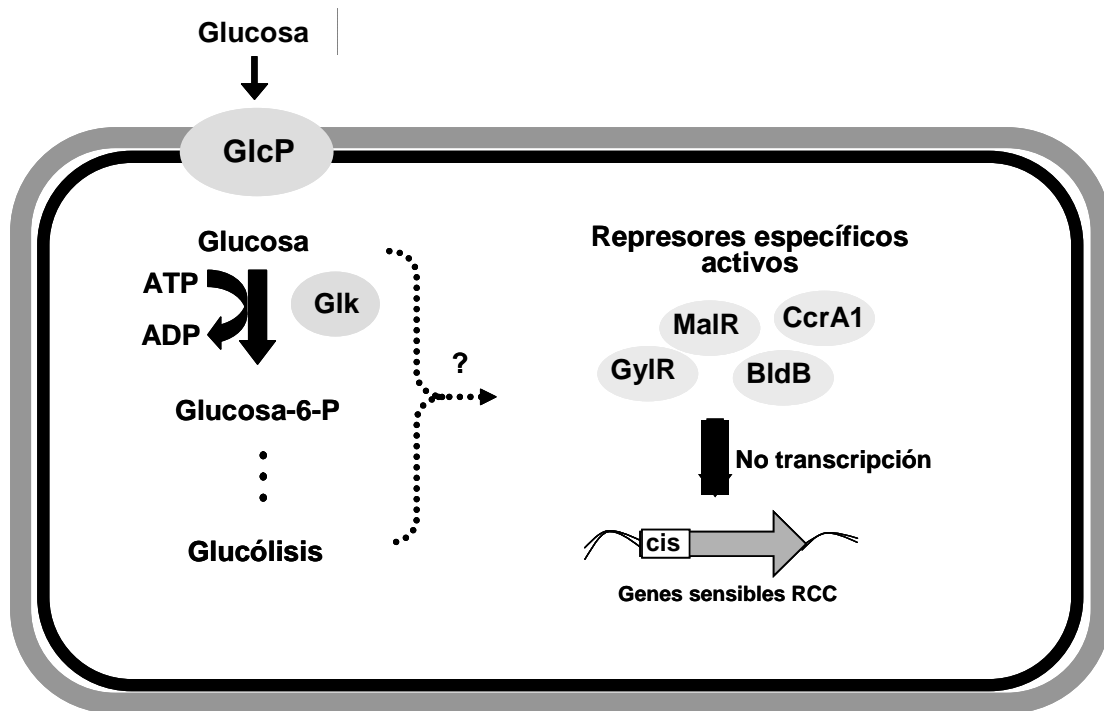 Glucosa
GlcP
Glucosa
ATP
Glk
ADP
Glucosa-6-P
Glucólisis
?
Represores específicos
activos
MalR
CcrA1
GylR
BldB
No transcripción
cis
Genes sensibles RCC